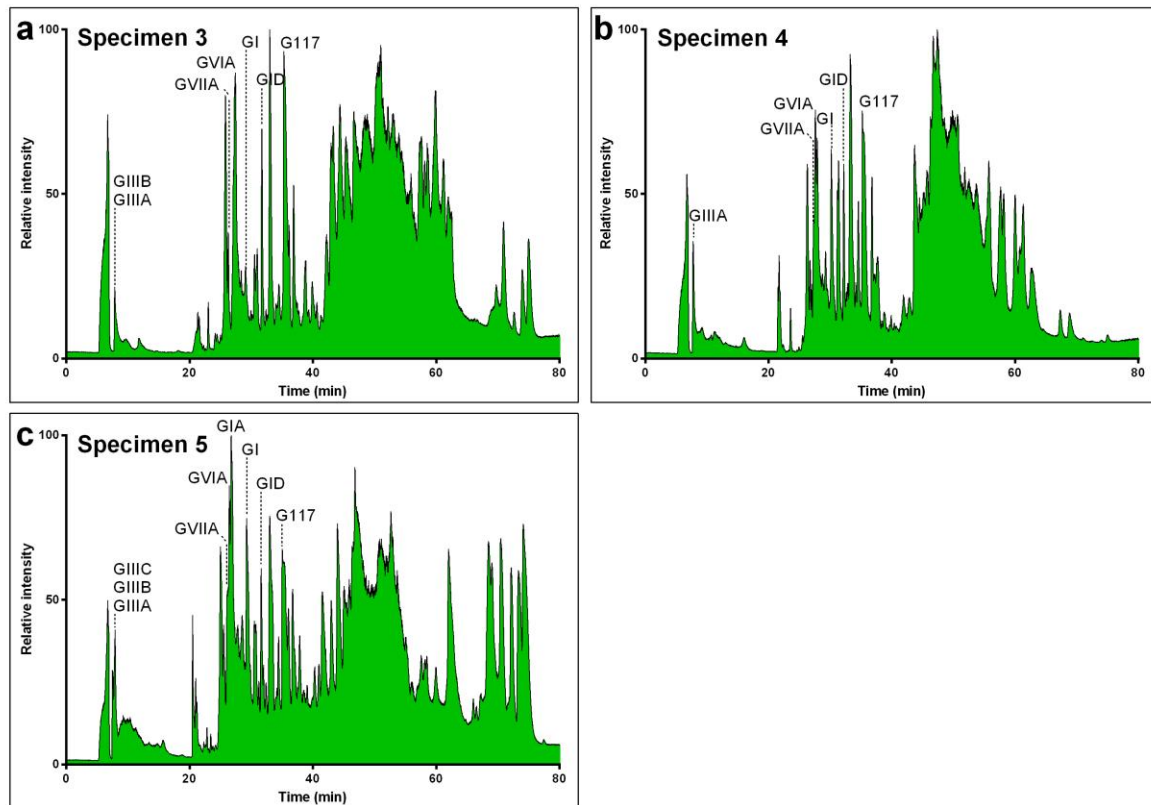 a Specimen 3
100
50
0
Relative intensity
GIIIB
GIIIA
GVIIA
GVIA
GI
GID
G117
0 20 40 60 80
Time (min)
b Specimen 4
100
50
0
Relative intensity
GIIIA
GVIIA
GVIA
GI
GID
G117
0 20 40 60 80
Time (min)
c Specimen 5
100
50
0
Relative intensity
GIIIC
GIIIB
GIIIA
GVIIA
GVIA
GIA
GI
GID
G117
0 20 40 60 80
Time (min)